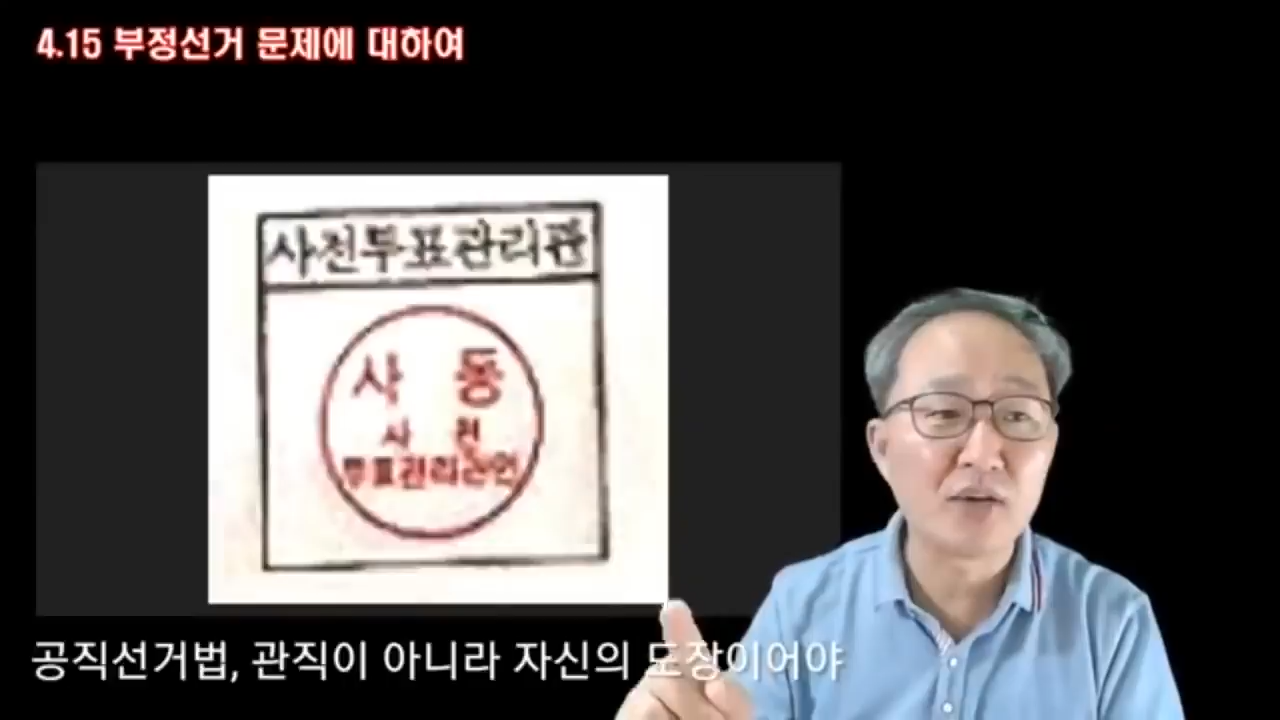 4.15 부정선거 문제에 대하여
사전투표관리관
사 동
사 전
투표관리관인
공직선거법, 관직이 아니라 자신의 도장이어야